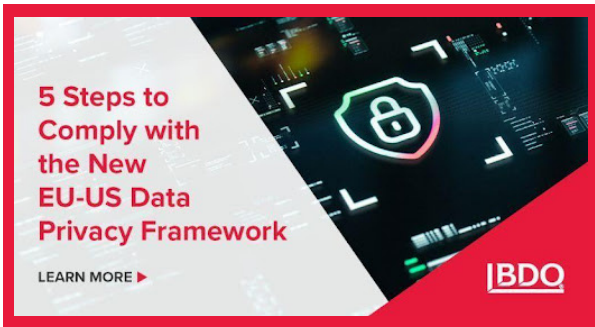 5 Steps to
Comply with
the New
EU-US Data
Privacy Framework
LEARN MORE
BDO